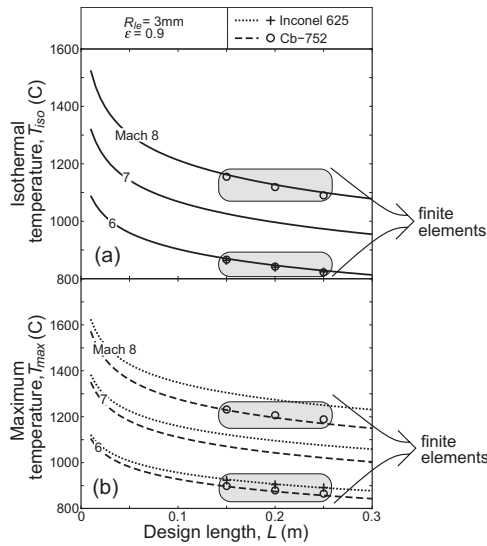 R_le = 3mm
ε = 0.9
Inconel 625
Cb−752
1600
1400
1200
1000
800
Isothermal
temperature, T_iso (C)
Mach 8
7
6
(a)
finite
elements
1600
1400
1200
1000
800
Maximum
temperature, T_max (C)
Mach 8
7
6
(b)
finite
elements
0
0.1
0.2
0.3
Design length, L (m)